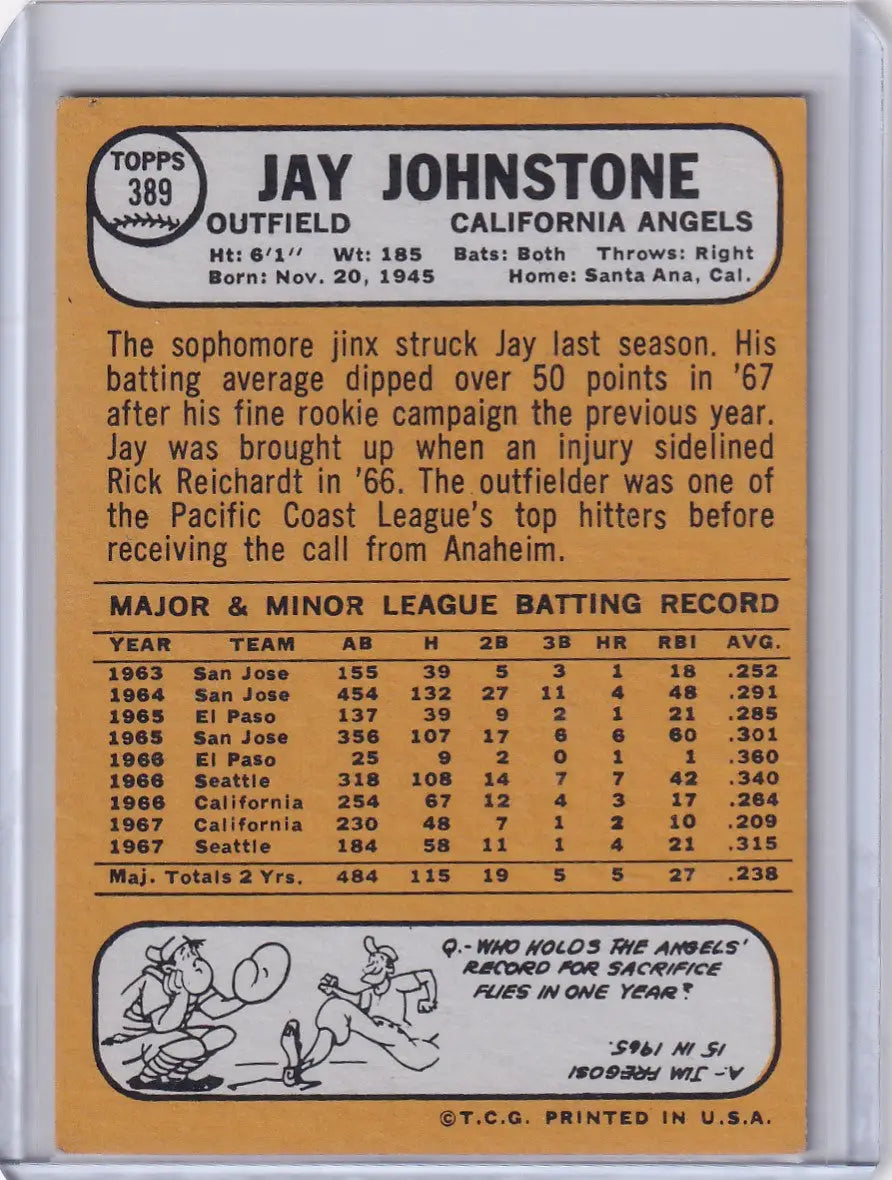 TOPPS
389
JAY JOHNSTONE
OUTFIELD CALIFORNIA ANGELS
Ht: 6'1" Wt: 185 Bats: Both Throws: Right
Born: Nov. 20, 1945 Home: Santa Ana, Cal.
The sophomore jinx struck Jay last season. His
batting average dipped over 50 points in '67
after his fine rookie campaign the previous year.
Jay was brought up when an injury sidelined
Rick Reichardt in '66. The outfielder was one of
the Pacific Coast League's top hitters before
receiving the call from Anaheim.
MAJOR & MINOR LEAGUE BATTING RECORD
YEAR TEAM AB H 2B 3B HR RBI AVG.
1963 San Jose 155 39 5 3 1 18 .252
1964 San Jose 454 132 27 11 4 48 .291
1965 El Paso 137 39 9 2 1 21 .285
1965 San Jose 356 107 17 6 6 60 .301
1966 El Paso 25 9 2 0 1 1 .360
1966 Seattle 318 108 14 7 7 42 .340
1966 California 254 67 12 4 3 17 .264
1967 California 230 48 7 1 2 10 .209
1967 Seattle 184 58 11 1 4 21 .315
Maj. Totals 2 Yrs. 484 115 19 5 5 27 .238
Q.- WHO HOLDS THE ANGELS'
RECORD FOR SACRIFICE
FLIES IN ONE YEAR?
A.- JIM FREGOSI
15 IN 1965.
©T.C.G. PRINTED IN U.S.A.